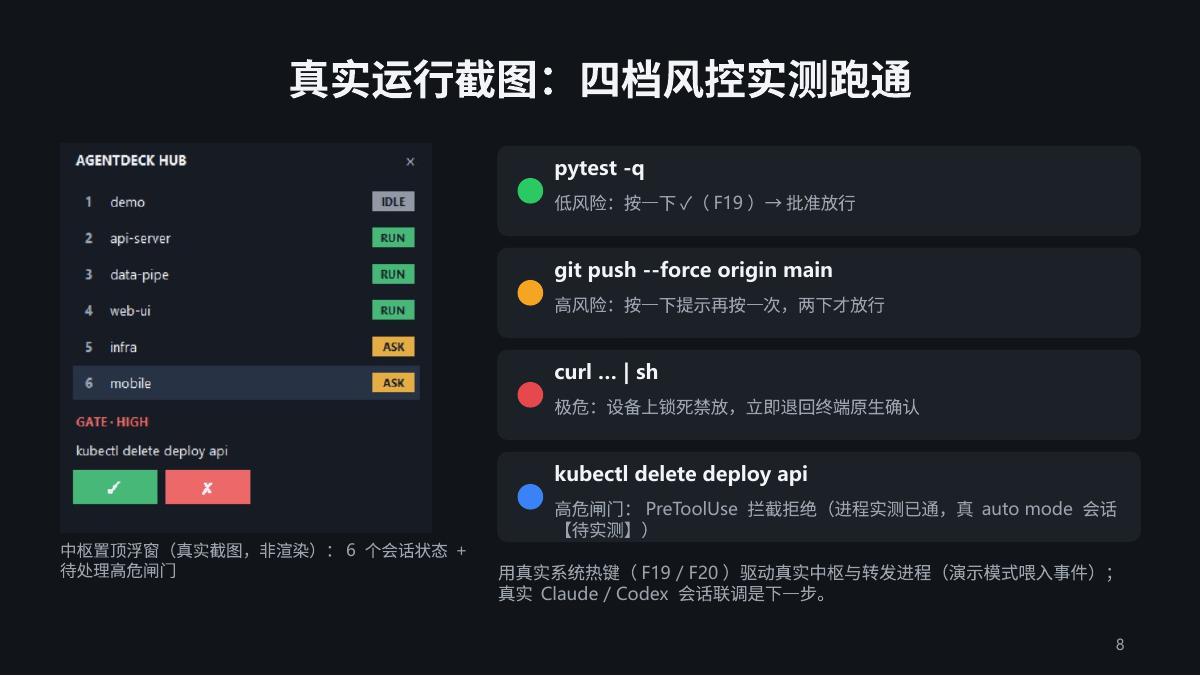 真实运行截图：四档风控实测跑通
AGENTDECK HUB ×
1 demo IDLE
2 api-server RUN
3 data-pipe RUN
4 web-ui RUN
5 infra ASK
6 mobile ASK
GATE · HIGH
kubectl delete deploy api
✓ ✗
中枢置顶浮窗（真实截图，非渲染）： 6 个会话状态 +
待处理高危闸门
pytest -q
低风险：按一下 ✓（ F19 ）→ 批准放行
git push --force origin main
高风险：按一下提示再按一次，两下才放行
curl … | sh
极危：设备上锁死禁放，立即退回终端原生确认
kubectl delete deploy api
高危闸门： PreToolUse 拦截拒绝（进程实测已通，真 auto mode 会话
【待实测】）
用真实系统热键（ F19 / F20 ）驱动真实中枢与转发进程（演示模式喂入事件）；
真实 Claude / Codex 会话联调是下一步。
8